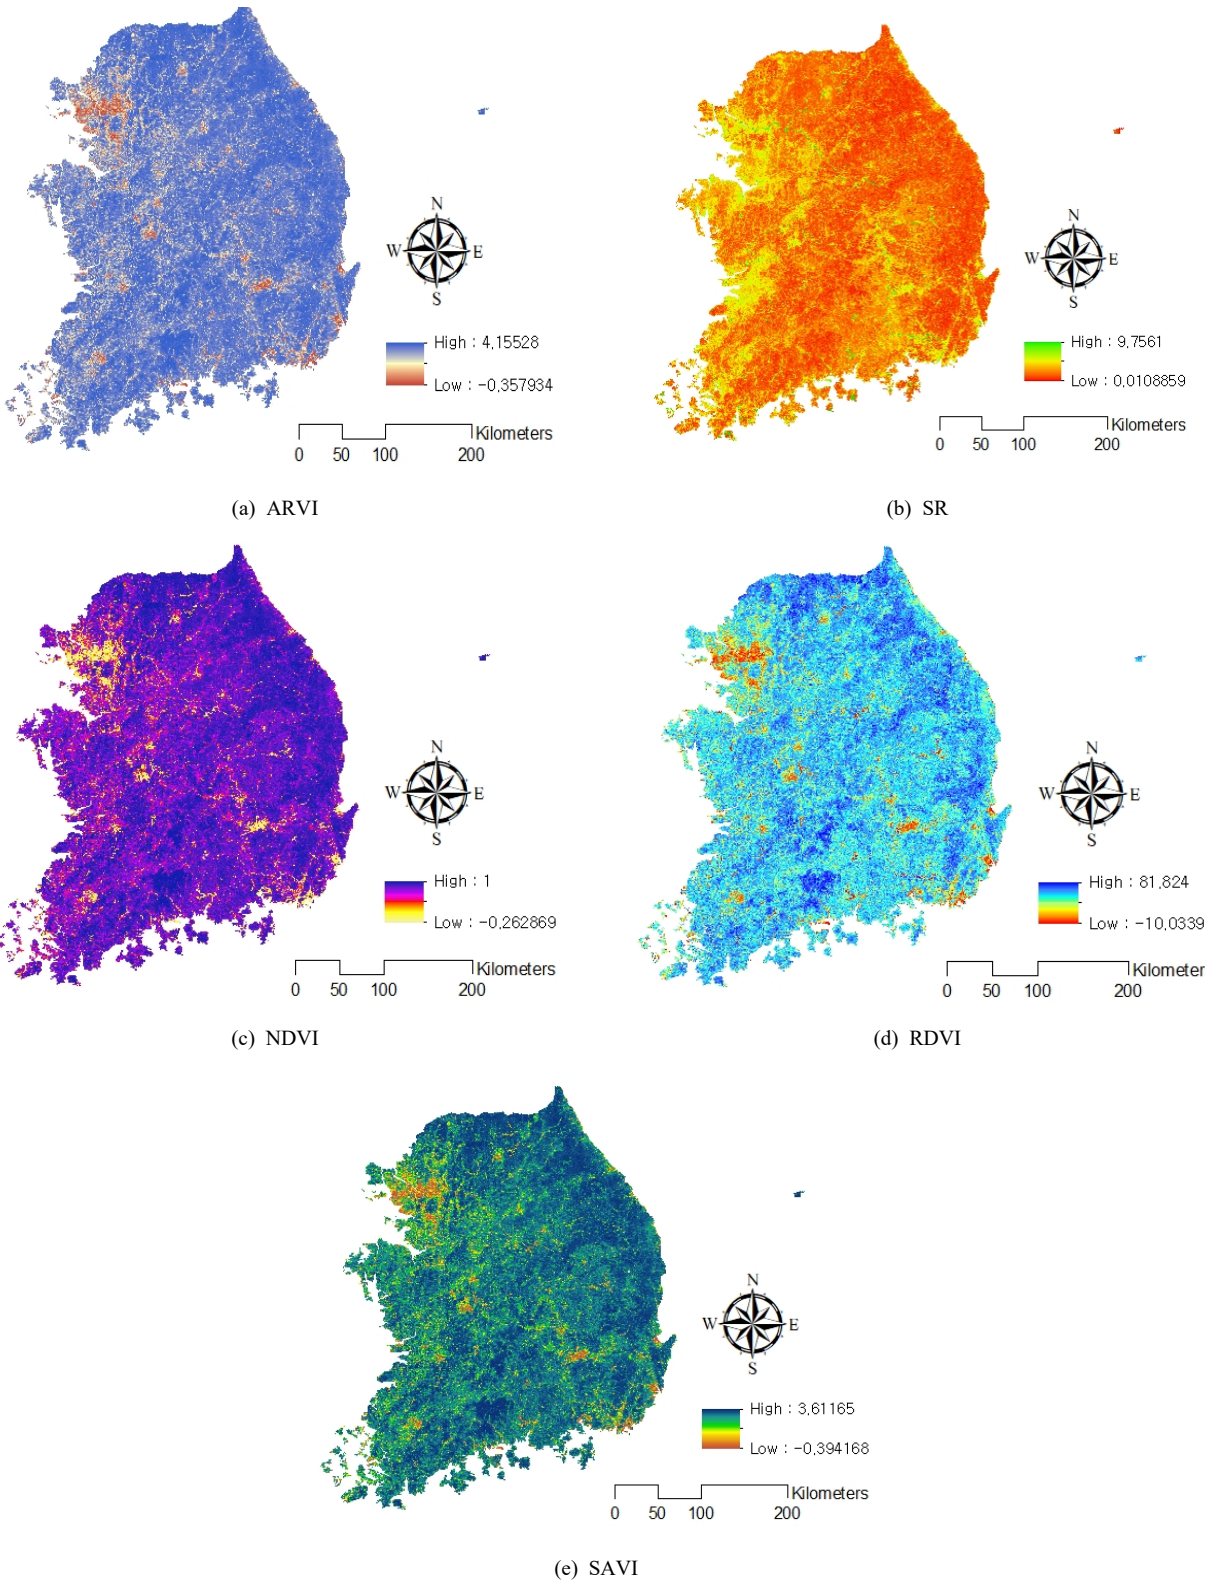 N
W E
S
High : 4,15528
Low : -0,357934
Kilometers
0 50 100 200
(a) ARVI
N
W E
S
High : 9,7561
Low : 0,0108859
Kilometers
0 50 100 200
(b) SR
N
W E
S
High : 1
Low : -0,262869
Kilometers
0 50 100 200
(c) NDVI
N
W E
S
High : 81,824
Low : -10,0339
Kilometer
0 50 100 200
(d) RDVI
N
W E
S
High : 3,61165
Low : -0,394168
Kilometers
0 50 100 200
(e) SAVI